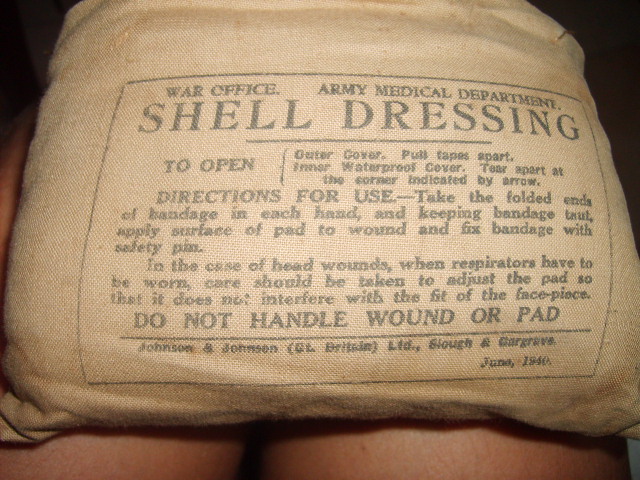 WAR OFFICE. ARMY MEDICAL DEPARTMENT.
SHELL DRESSING
TO OPEN
Outer Cover. Pull tapes apart.
Inner Waterproof Cover. Tear apart at
the corner indicated by arrow.
DIRECTIONS FOR USE.—Take the folded ends
of bandage in each hand, and keeping bandage taut,
apply surface of pad to wound and fix bandage with
safety pin.
In the case of head wounds, when respirators have to
be worn, care should be taken to adjust the pad so
that it does not interfere with the fit of the face-piece.
DO NOT HANDLE WOUND OR PAD
Johnson & Johnson (Gt. Britain) Ltd., Slough & Gargrave.
June, 1940.